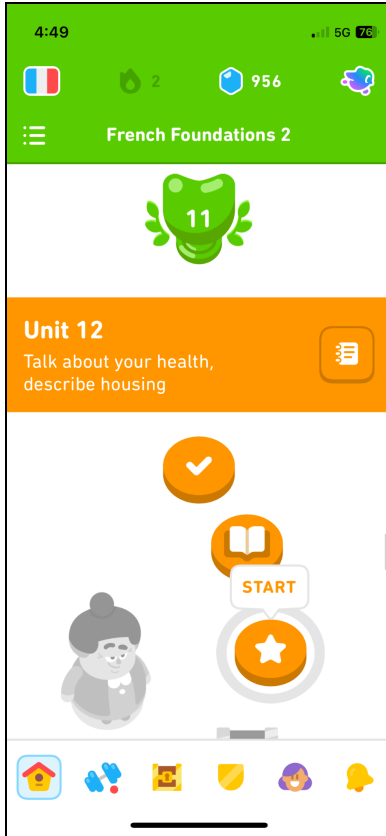 4:49 5G 76
2 956
French Foundations 2
11
Unit 12
Talk about your health,
describe housing
START